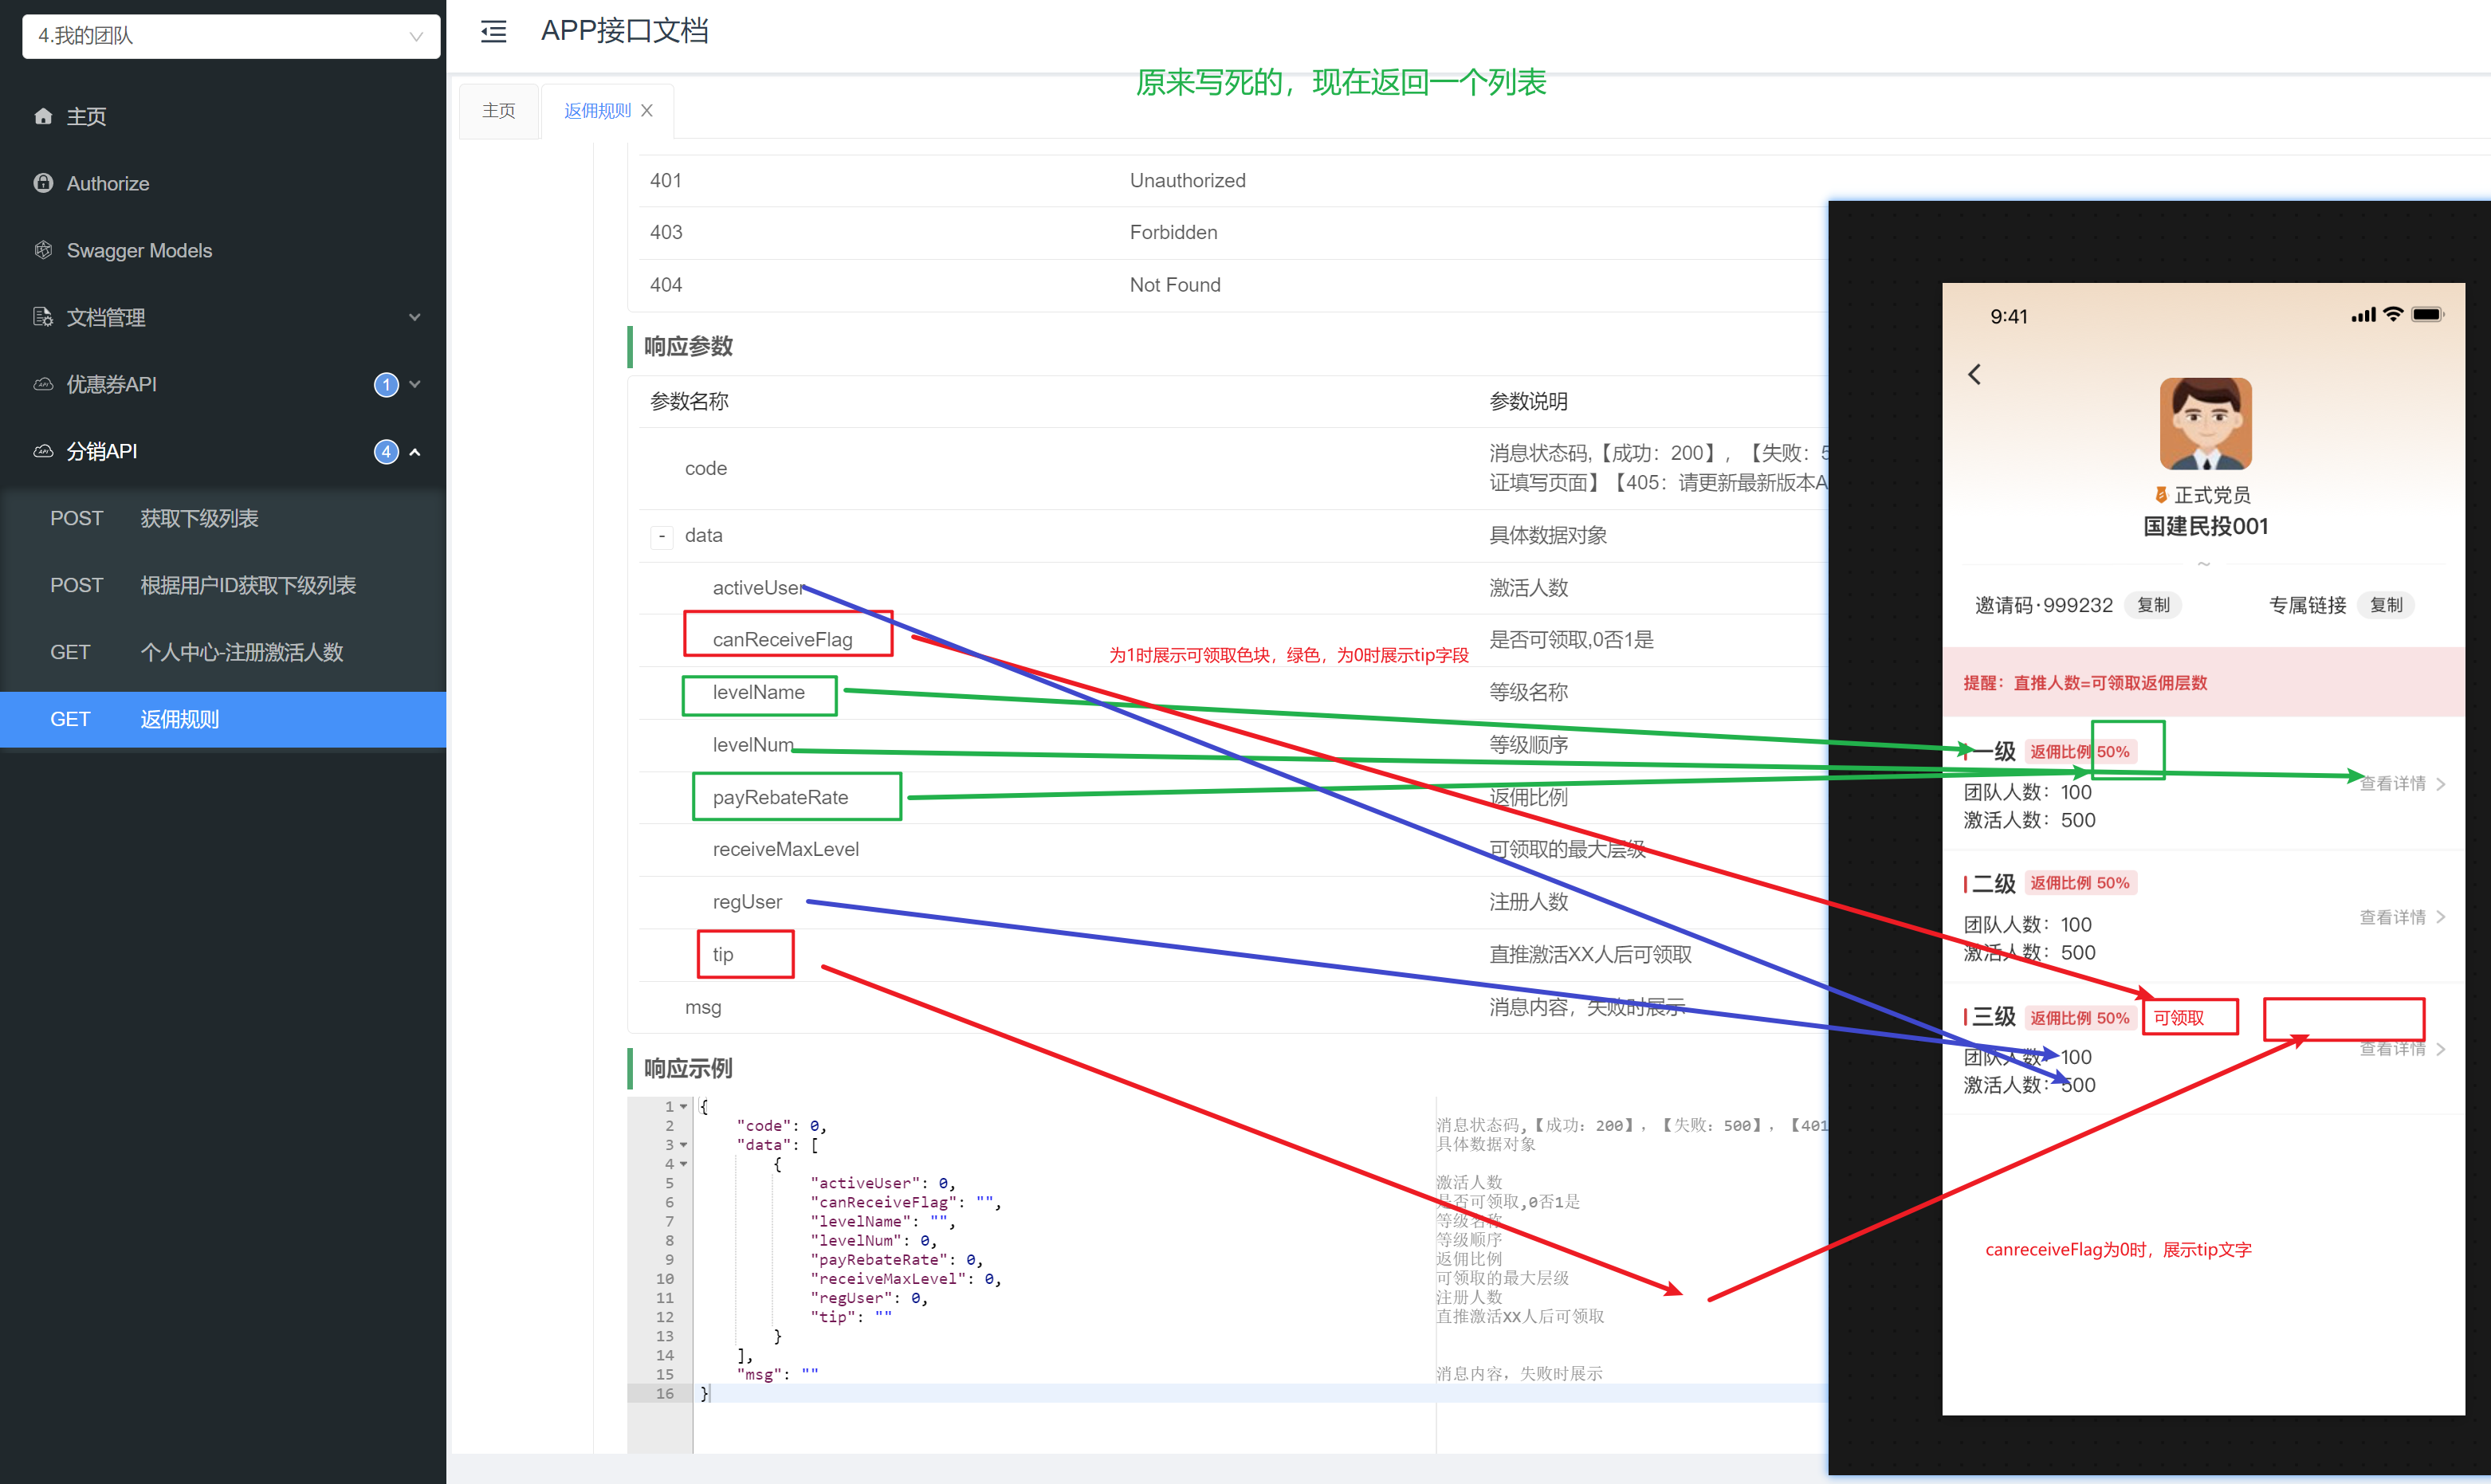 4.我的团队
主页
Authorize
Swagger Models
文档管理
优惠券API 1
分销API 4
POST 获取下级列表
POST 根据用户ID获取下级列表
GET 个人中心-注册激活人数
GET 返佣规则
APP接口文档
原来写死的，现在返回一个列表
主页 返佣规则
401 Unauthorized
403 Forbidden
404 Not Found
响应参数
参数名称 参数说明
code 消息状态码,【成功：200】，【失败：5
证填写页面】【405：请更新最新版本A
- data 具体数据对象
activeUser 激活人数
canReceiveFlag 是否可领取,0否1是
为1时展示可领取色块，绿色，为0时展示tip字段
levelName 等级名称
levelNum 等级顺序
payRebateRate 返佣比例
receiveMaxLevel 可领取的最大层级
regUser 注册人数
tip 直推激活XX人后可领取
msg 消息内容，失败时展示
响应示例
1 {
2 "code": 0, 消息状态码,【成功：200】，【失败：500】，【401
3 "data": [ 具体数据对象
4 {
5 "activeUser": 0, 激活人数
6 "canReceiveFlag": "", 是否可领取,0否1是
7 "levelName": "", 等级名称
8 "levelNum": 0, 等级顺序
9 "payRebateRate": 0, 返佣比例
10 "receiveMaxLevel": 0, 可领取的最大层级
11 "regUser": 0, 注册人数
12 "tip": "" 直推激活XX人后可领取
13 }
14 ],
15 "msg": "" 消息内容，失败时展示
16 }
9:41
正式党员
国建民投001
邀请码·999232 复制 专属链接 复制
提醒：直推人数=可领取返佣层数
一级 返佣比例 50%
查看详情
团队人数：100
激活人数：500
二级 返佣比例 50%
查看详情
团队人数：100
激活人数：500
三级 返佣比例 50% 可领取
查看详情
团队人数：100
激活人数：500
canreceiveFlag为0时，展示tip文字